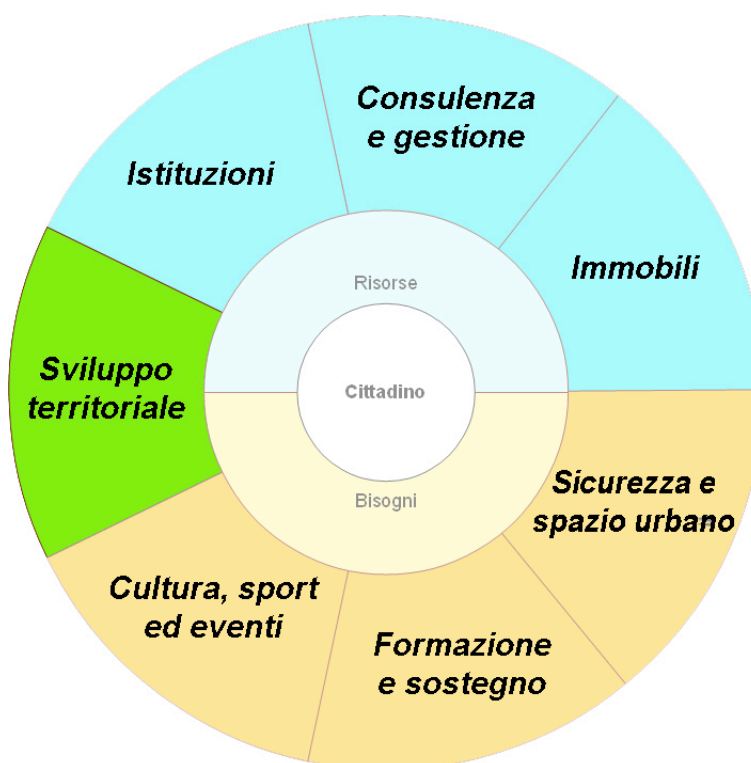 Consulenza
e gestione
Istituzioni
Immobili
Risorse
Sviluppo
territoriale
Cittadino
Bisogni
Sicurezza e
spazio urbano
Cultura, sport
ed eventi
Formazione
e sostegno